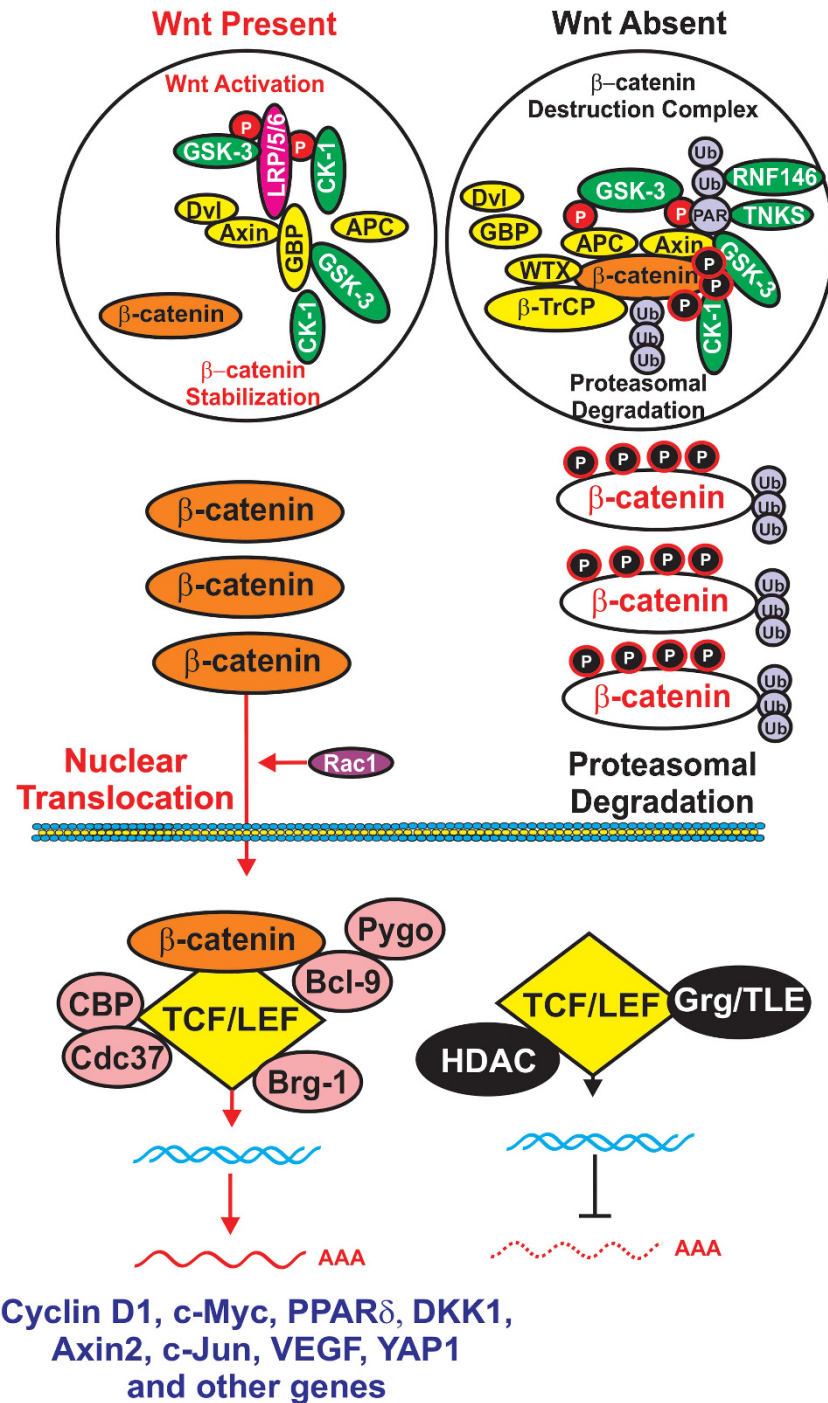 Wnt Present
Wnt Activation
P
GSK-3
LRP/5/6
P
CK-1
Dvl
Axin
GBP
APC
GSK-3
β-catenin
CK-1
β–catenin
Stabilization
Wnt Absent
β–catenin
Destruction Complex
Ub
Ub
RNF146
GSK-3
P
P
PAR
TNKS
Dvl
GBP
APC
Axin
GSK-3
WTX
β-catenin
P
P
P
β-TrCP
CK-1
Ub
Ub
Ub
Proteasomal
Degradation
β-catenin
β-catenin
β-catenin
P P P P
β-catenin
Ub
Ub
Ub
P P P P
β-catenin
Ub
Ub
Ub
P P P P
β-catenin
Ub
Ub
Ub
Nuclear
Translocation
Rac1
Proteasomal
Degradation
β-catenin
Pygo
Bcl-9
CBP
TCF/LEF
Cdc37
Brg-1
TCF/LEF
Grg/TLE
HDAC
AAA
AAA
Cyclin D1, c-Myc, PPARδ, DKK1,
Axin2, c-Jun, VEGF, YAP1
and other genes